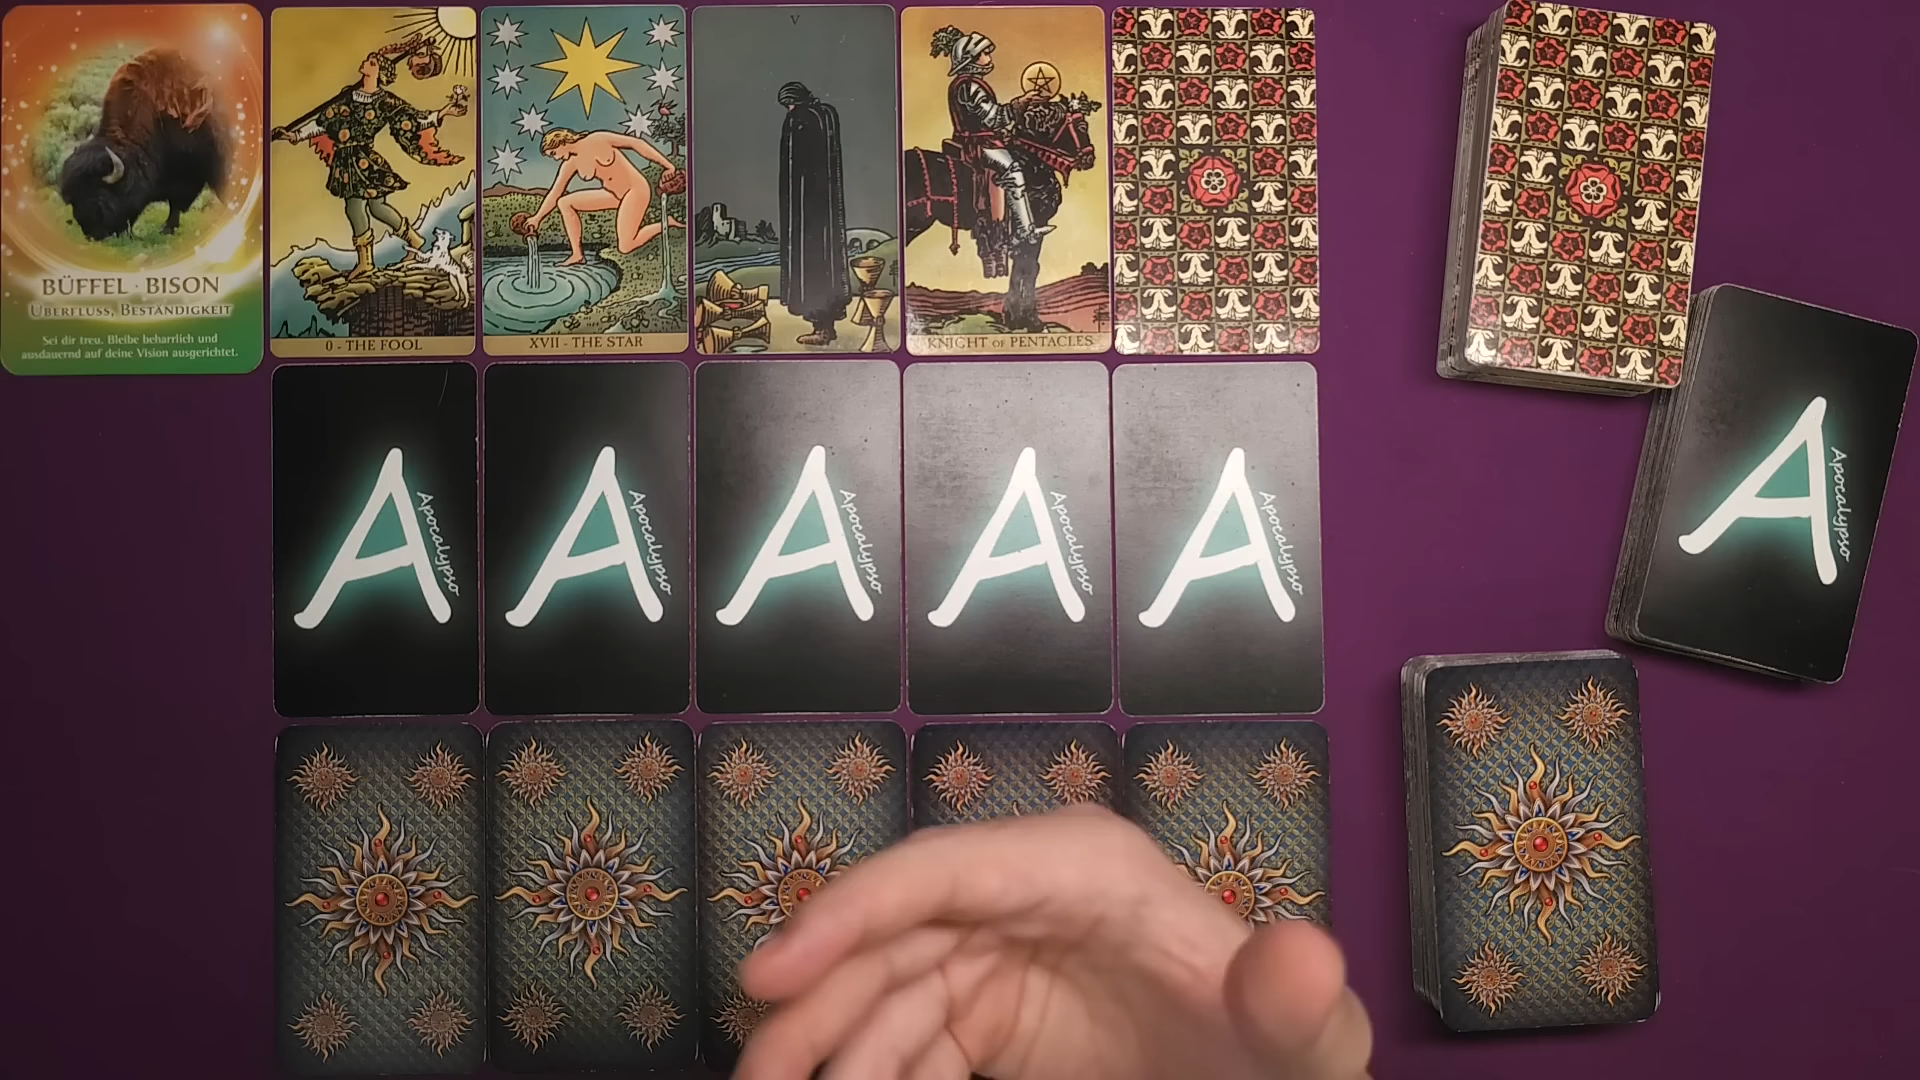 BÜFFEL · BISON
ÜBERFLUSS, BESTÄNDIGKEIT
Sei dir treu. Bleibe beharrlich und
ausdauernd auf deine Vision ausgerichtet.
0 - THE FOOL
XVII - THE STAR
V
KNIGHT OF PENTACLES
A
Apocalypso
A
Apocalypso
A
Apocalypso
A
Apocalypso
A
Apocalypso
A
Apocalypso